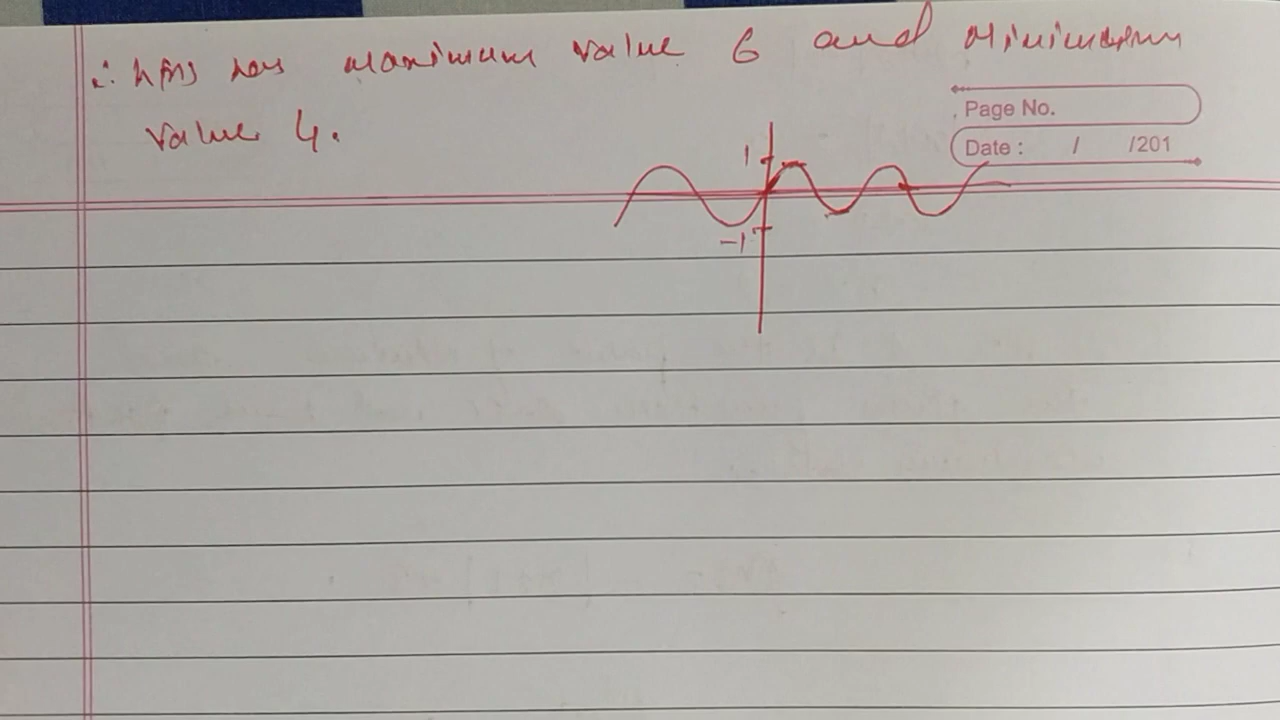 ∴ h(x) has maximum value 6 and minimum
value 4.
Page No.
Date : / /201
1
-1